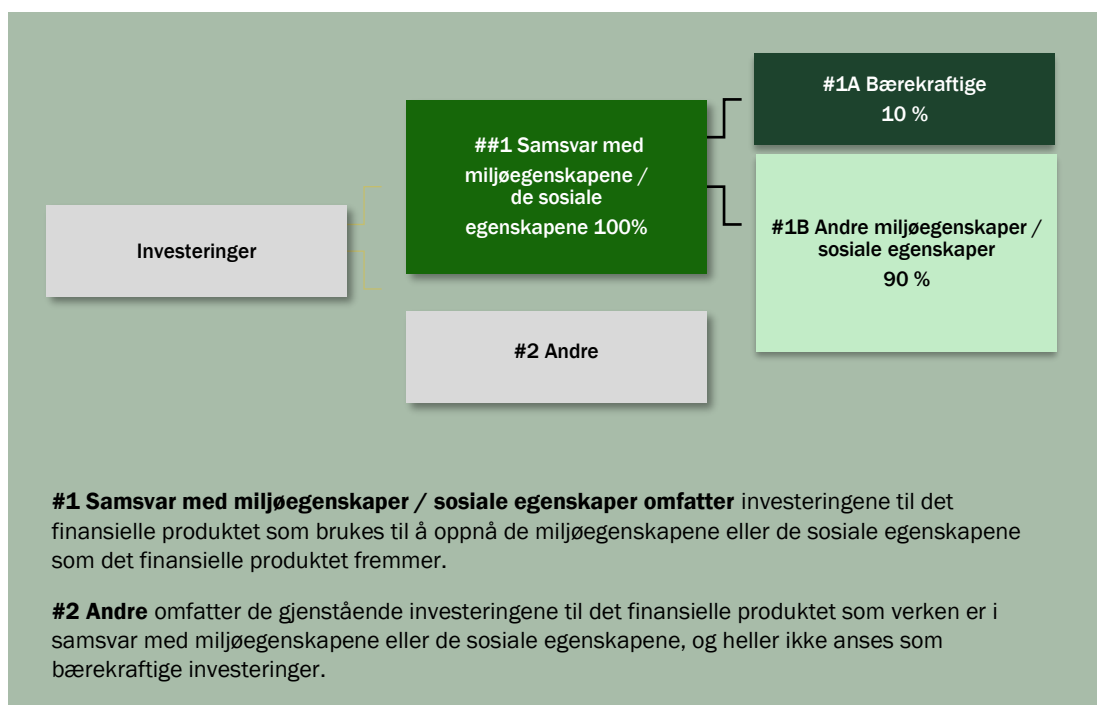 Investeringer
##1 Samsvar med
miljøegenskapene /
de sosiale
egenskapene 100%
#2 Andre
#1A Bærekraftige
10 %
#1B Andre miljøegenskaper /
sosiale egenskaper
90 %
#1 Samsvar med miljøegenskaper / sosiale egenskaper omfatter investeringene til det
finansielle produktet som brukes til å oppnå de miljøegenskapene eller de sosiale egenskapene
som det finansielle produktet fremmer.
#2 Andre omfatter de gjenstående investeringene til det finansielle produktet som verken er i
samsvar med miljøegenskapene eller de sosiale egenskapene, og heller ikke anses som
bærekraftige investeringer.